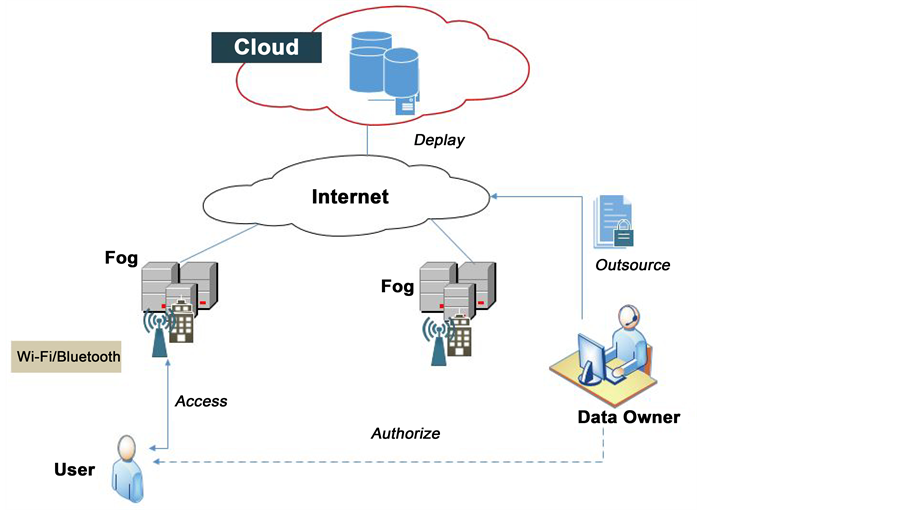 Cloud
Deplay
Internet
Fog
Fog
Outsource
Wi-Fi/Bluetooth
Access
Data Owner
Authorize
User